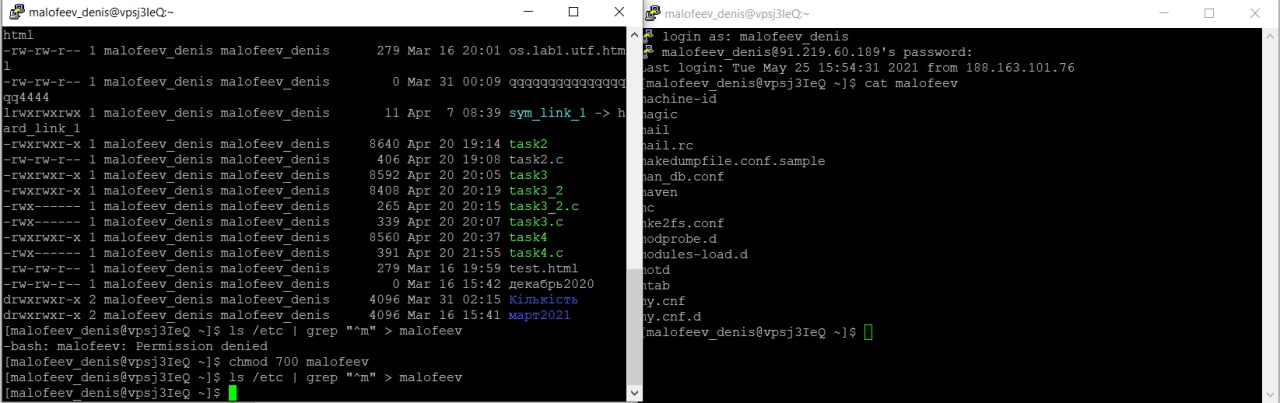 malofeev_denis@vpsj3IeQ:~
html
-rw-rw-r-- 1 malofeev_denis malofeev_denis 279 Mar 16 20:01 os.lab1.utf.htm
l
-rw-rw-r-- 1 malofeev_denis malofeev_denis 0 Mar 31 00:09 qqqqqqqqqqqqqqq
qq4444
lrwxrwxrwx 1 malofeev_denis malofeev_denis 11 Apr 7 08:39 sym_link_1 -> h
ard_link_1
-rwxrwxr-x 1 malofeev_denis malofeev_denis 8640 Apr 20 19:14 task2
-rw-rw-r-- 1 malofeev_denis malofeev_denis 406 Apr 20 19:08 task2.c
-rwxrwxr-x 1 malofeev_denis malofeev_denis 8592 Apr 20 20:05 task3
-rwxrwxr-x 1 malofeev_denis malofeev_denis 8408 Apr 20 20:19 task3_2
-rwx------ 1 malofeev_denis malofeev_denis 265 Apr 20 20:15 task3_2.c
-rwx------ 1 malofeev_denis malofeev_denis 339 Apr 20 20:07 task3.c
-rwxrwxr-x 1 malofeev_denis malofeev_denis 8560 Apr 20 20:37 task4
-rwx------ 1 malofeev_denis malofeev_denis 391 Apr 20 21:55 task4.c
-rw-rw-r-- 1 malofeev_denis malofeev_denis 279 Mar 16 19:59 test.html
-rw-rw-r-- 1 malofeev_denis malofeev_denis 0 Mar 16 15:42 декабрь2020
drwxrwxr-x 2 malofeev_denis malofeev_denis 4096 Mar 31 02:15 Кількість
drwxrwxr-x 2 malofeev_denis malofeev_denis 4096 Mar 16 15:41 март2021
[malofeev_denis@vpsj3IeQ ~]$ ls /etc | grep "^m" > malofeev
-bash: malofeev: Permission denied
[malofeev_denis@vpsj3IeQ ~]$ chmod 700 malofeev
[malofeev_denis@vpsj3IeQ ~]$ ls /etc | grep "^m" > malofeev
[malofeev_denis@vpsj3IeQ ~]$
malofeev_denis@vpsj3IeQ:~
login as: malofeev_denis
malofeev_denis@91.219.60.189's password:
Last login: Tue May 25 15:54:31 2021 from 188.163.101.76
[malofeev_denis@vpsj3IeQ ~]$ cat malofeev
machine-id
magic
mail
mail.rc
makedumpfile.conf.sample
man_db.conf
maven
mc
mke2fs.conf
modprobe.d
modules-load.d
motd
mtab
my.cnf
my.cnf.d
[malofeev_denis@vpsj3IeQ ~]$